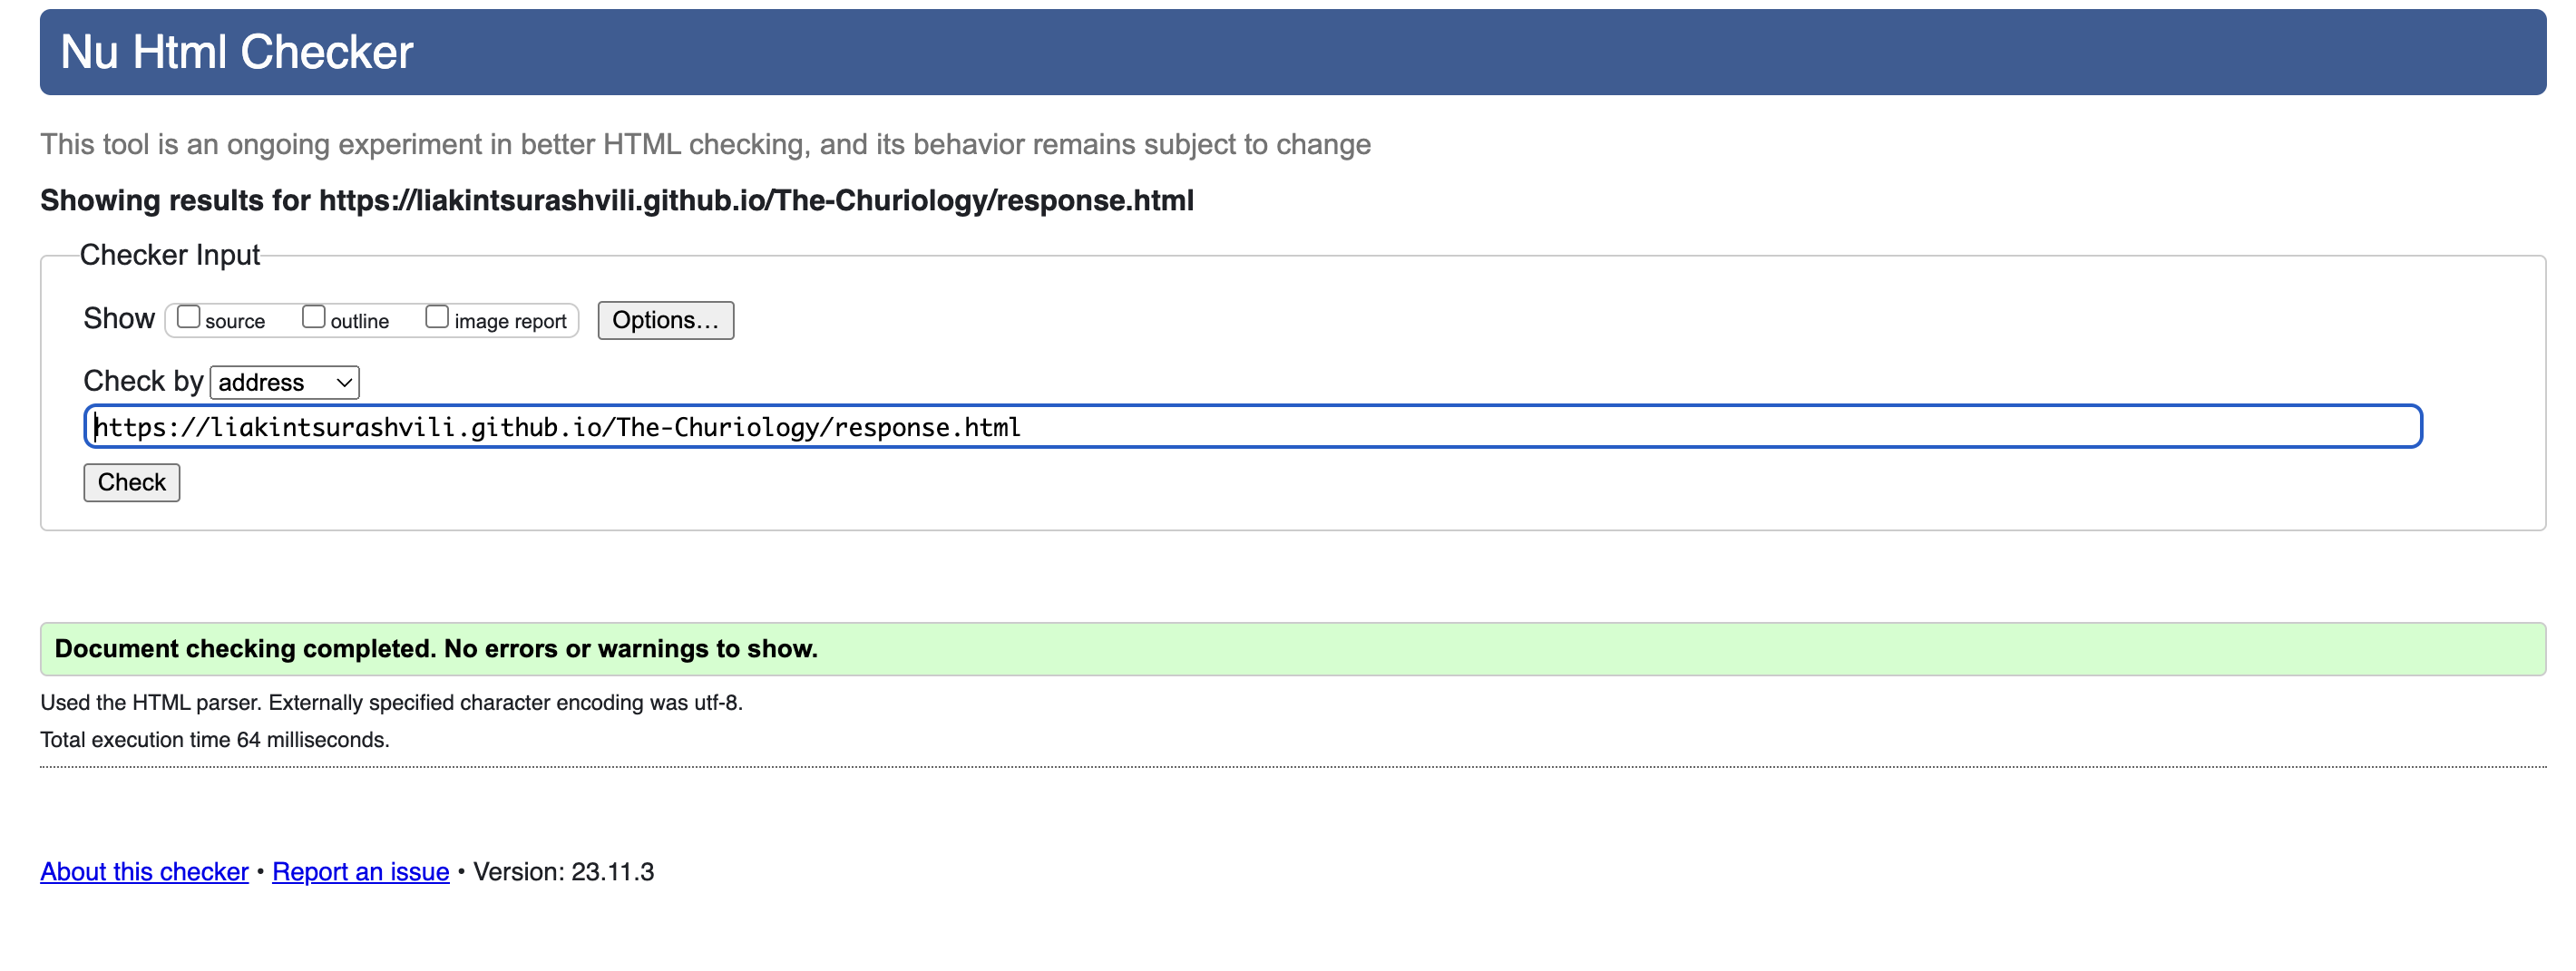 Nu Html Checker
This tool is an ongoing experiment in better HTML checking, and its behavior remains subject to change
Showing results for https://liakintsurashvili.github.io/The-Churiology/response.html
Checker Input
Show source outline image report Options...
Check by address
https://liakintsurashvili.github.io/The-Churiology/response.html
Check
Document checking completed. No errors or warnings to show.
Used the HTML parser. Externally specified character encoding was utf-8.
Total execution time 64 milliseconds.
About this checker • Report an issue • Version: 23.11.3